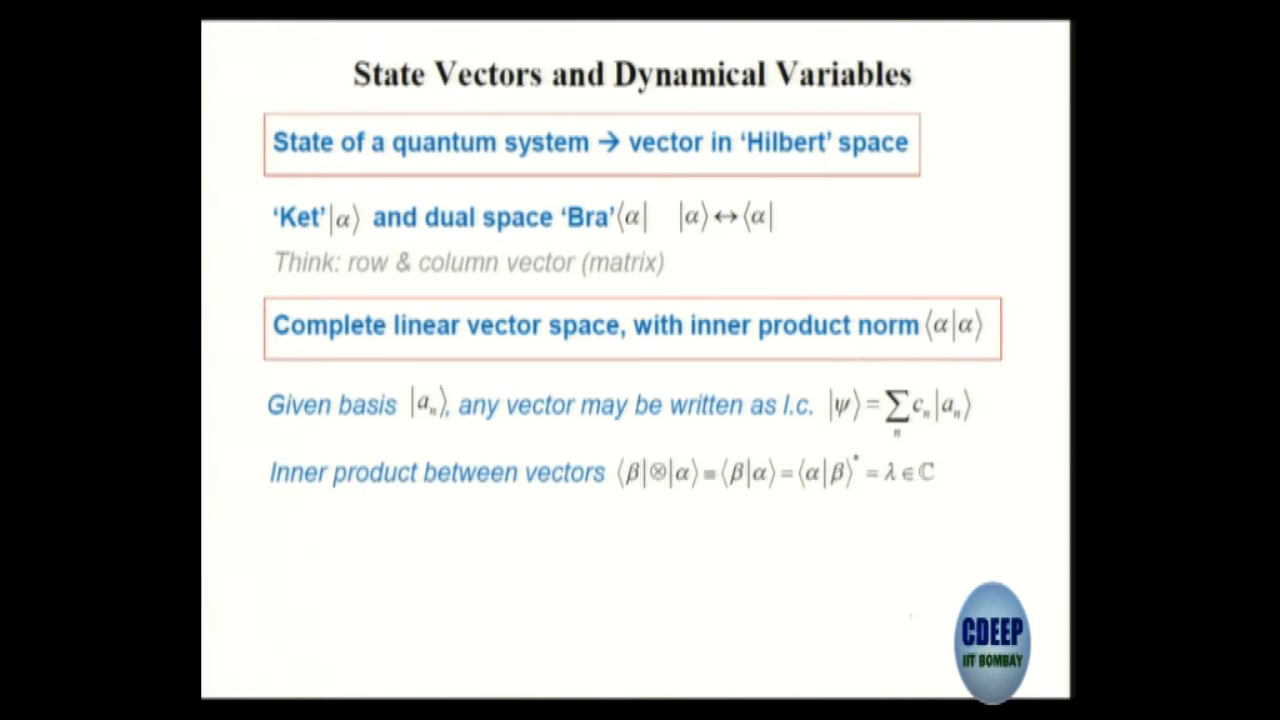 State Vectors and Dynamical Variables
State of a quantum system → vector in ‘Hilbert’ space
‘Ket’ |α⟩ and dual space ‘Bra’ ⟨α| |α⟩ ↔ ⟨α|
Think: row & column vector (matrix)
Complete linear vector space, with inner product norm ⟨α|α⟩
Given basis |aₙ⟩, any vector may be written as l.c. |ψ⟩ = ∑ₙ cₙ|aₙ⟩
Inner product between vectors ⟨β|⊗|α⟩ ≡ ⟨β|α⟩ = ⟨α|β⟩* = λ ∈ ℂ
CDEEP
IIT BOMBAY